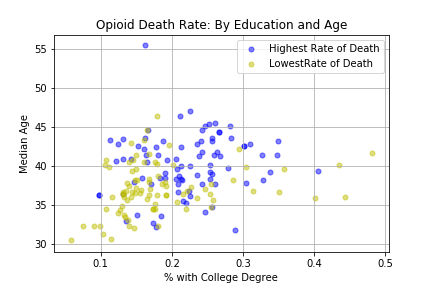 Opioid Death Rate: By Education and Age
Highest Rate of Death
LowestRate of Death
Median Age
55
50
45
40
35
30
0.1
0.2
0.3
0.4
0.5
% with College Degree